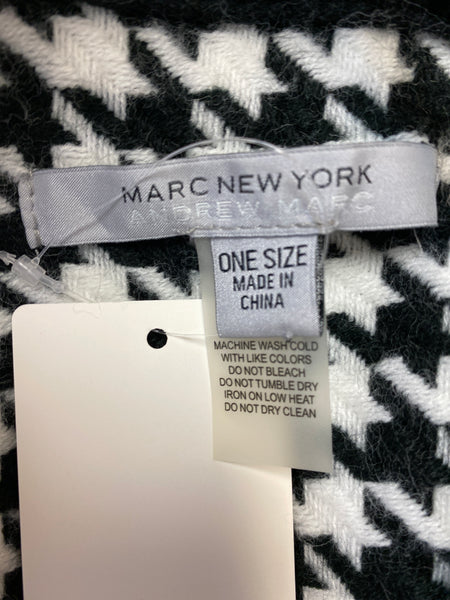 MARC NEW YORK
ANDREW MARC
ONE SIZE
MADE IN
CHINA
MACHINE WASH COLD
WITH LIKE COLORS
DO NOT BLEACH
DO NOT TUMBLE DRY
IRON ON LOW HEAT
DO NOT DRY CLEAN